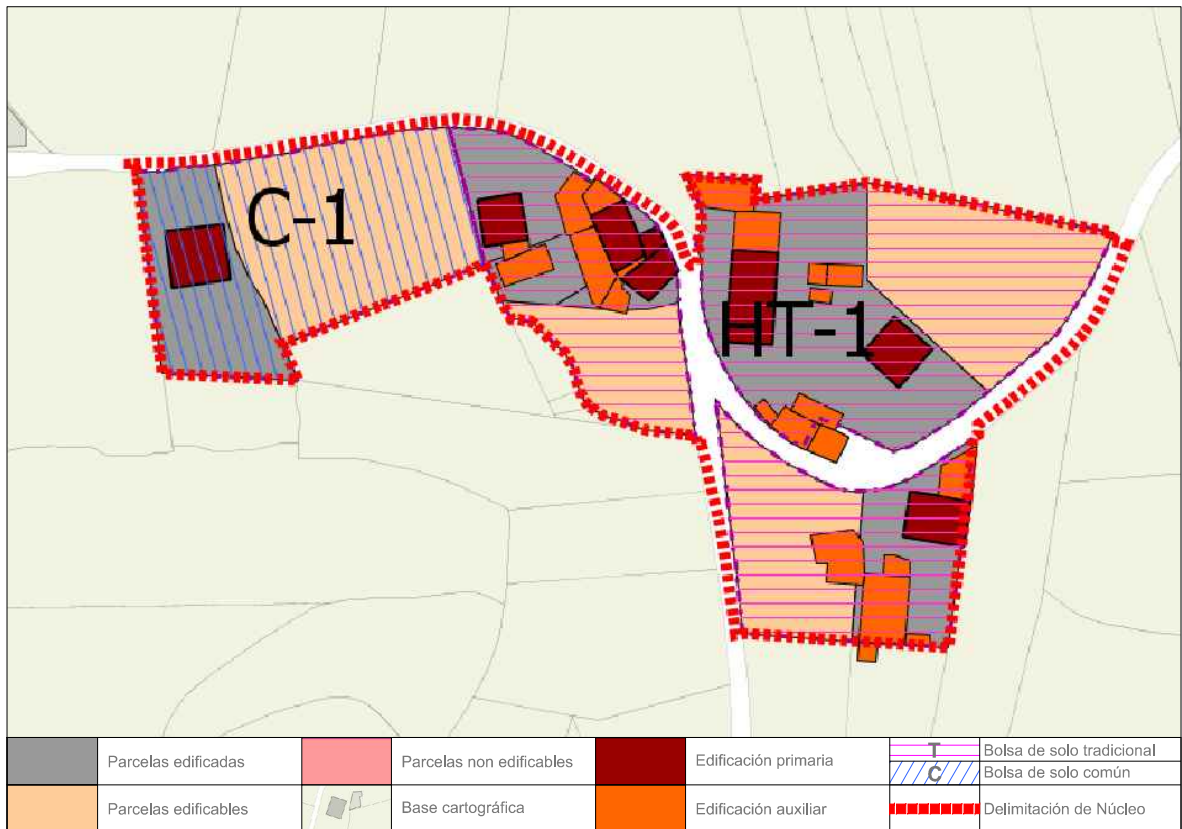 C-1
HT-1
Parcelas edificadas
Parcelas non edificables
Edificación primaria
T
Bolsa de solo tradicional
C
Bolsa de solo común
Parcelas edificables
Base cartográfica
Edificación auxiliar
Delimitación de Núcleo